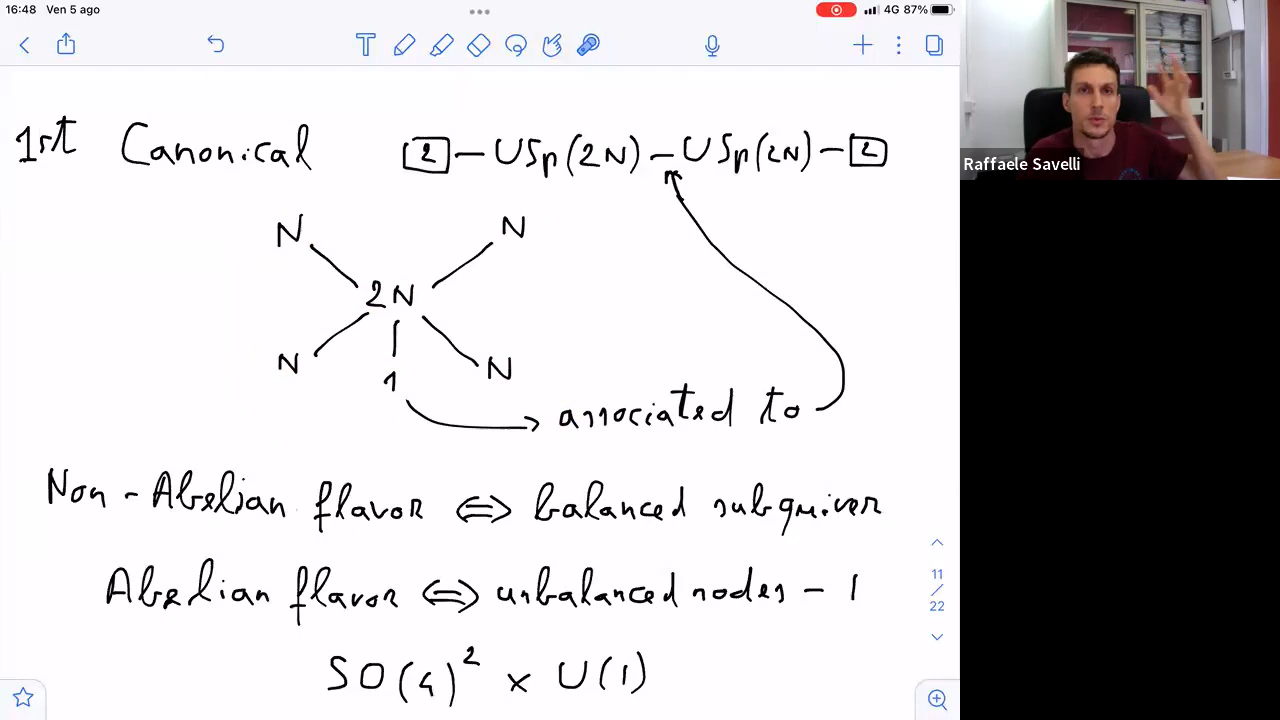 16:48 Ven 5 ago
4G 87%
1st Canonical 2 — USp(2N) — USp(2N) — 2
N N
2N
N N
1
associated to
Non-Abelian flavor ⇔ balanced subquiver
Abelian flavor ⇔ unbalanced nodes - 1
SO(4)² × U(1)
11
/
22
Raffaele Savelli